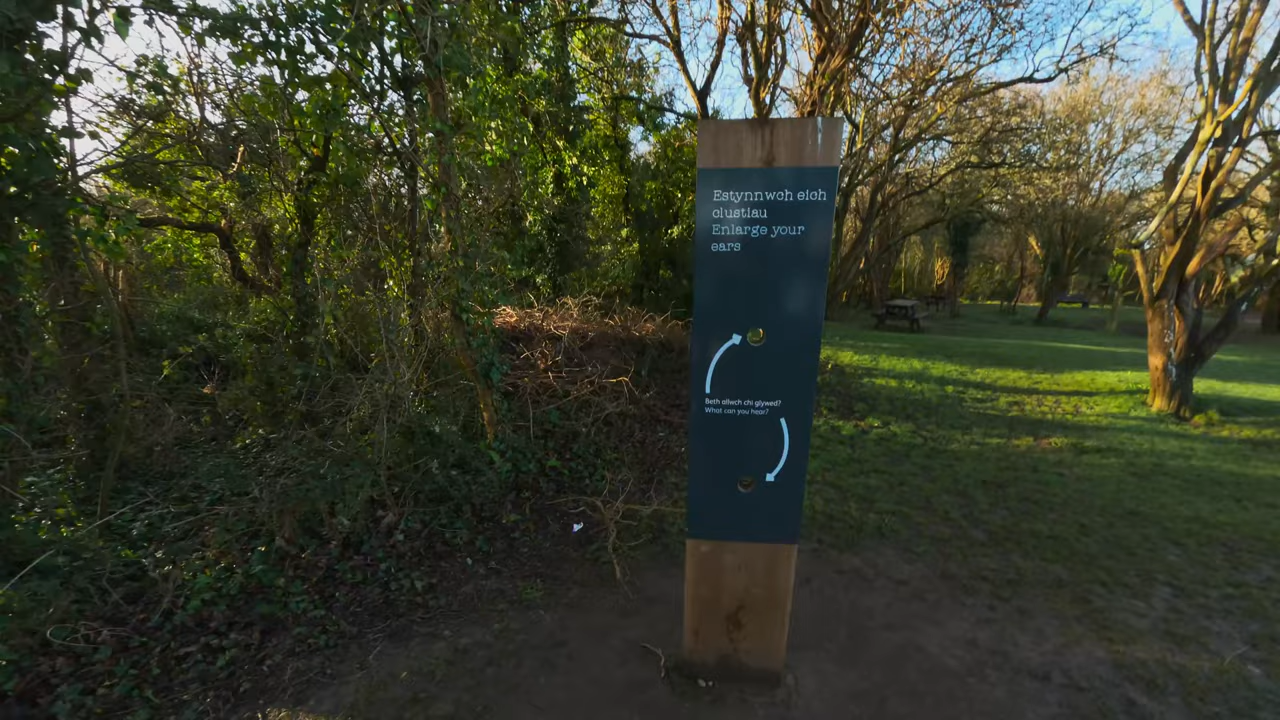 Estynnwch eich
clustiau
Enlarge your
ears
Beth allwch chi glywed?
What can you hear?